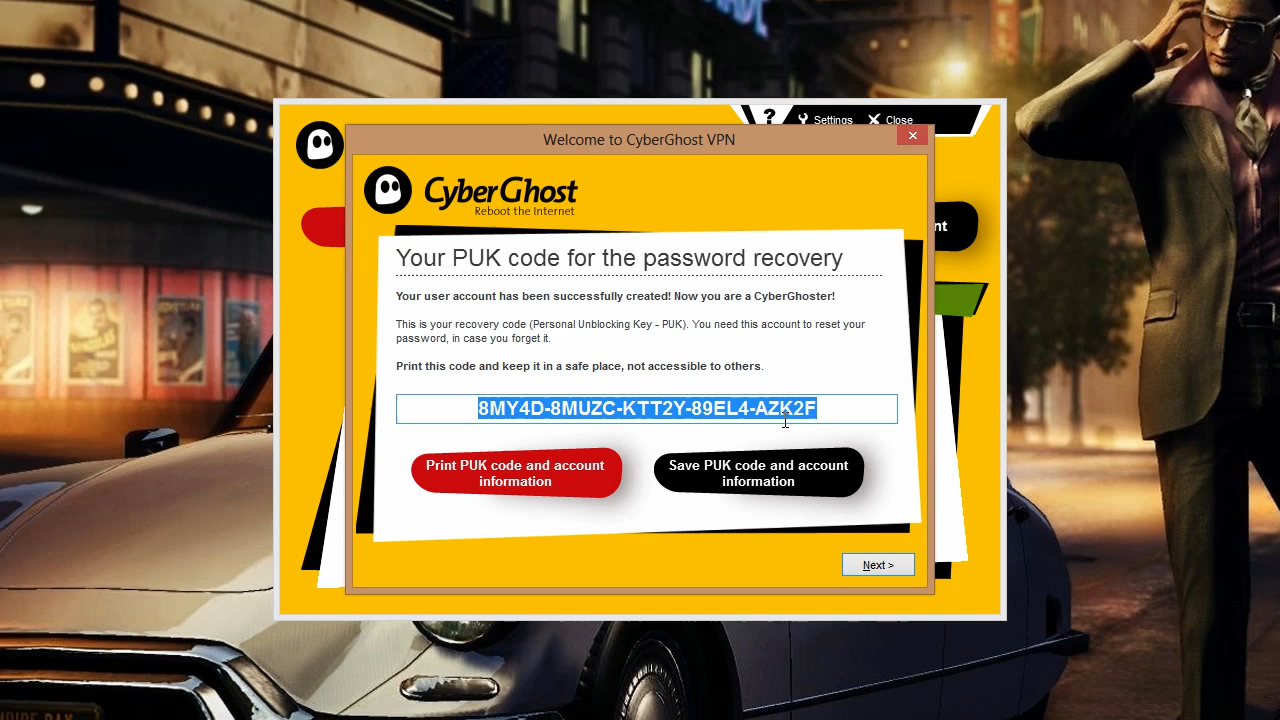 ? Settings Close
Welcome to CyberGhost VPN
CyberGhost
Reboot the Internet
nt
Your PUK code for the password recovery
Your user account has been successfully created! Now you are a CyberGhoster!
This is your recovery code (Personal Unblocking Key - PUK). You need this account to reset your
password, in case you forget it.
Print this code and keep it in a safe place, not accessible to others.
8MY4D-8MUZC-KTT2Y-89EL4-AZK2F
Print PUK code and account
information
Save PUK code and account
information
Next >